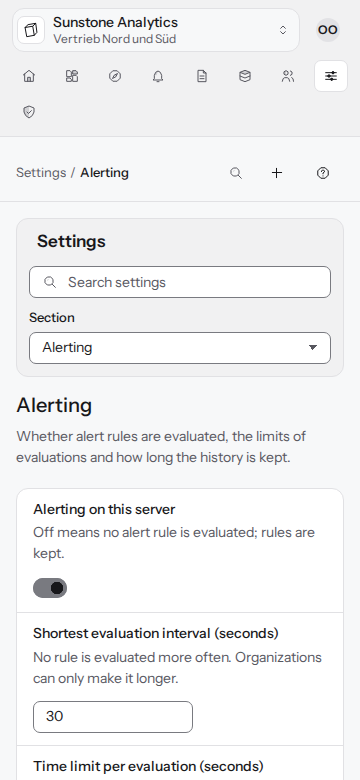 Sunstone Analytics
Vertrieb Nord und Süd
OO
Settings / Alerting
Settings
Search settings
Section
Alerting
Alerting
Whether alert rules are evaluated, the limits of
evaluations and how long the history is kept.
Alerting on this server
Off means no alert rule is evaluated; rules are
kept.
Shortest evaluation interval (seconds)
No rule is evaluated more often. Organizations
can only make it longer.
30
Time limit per evaluation (seconds)